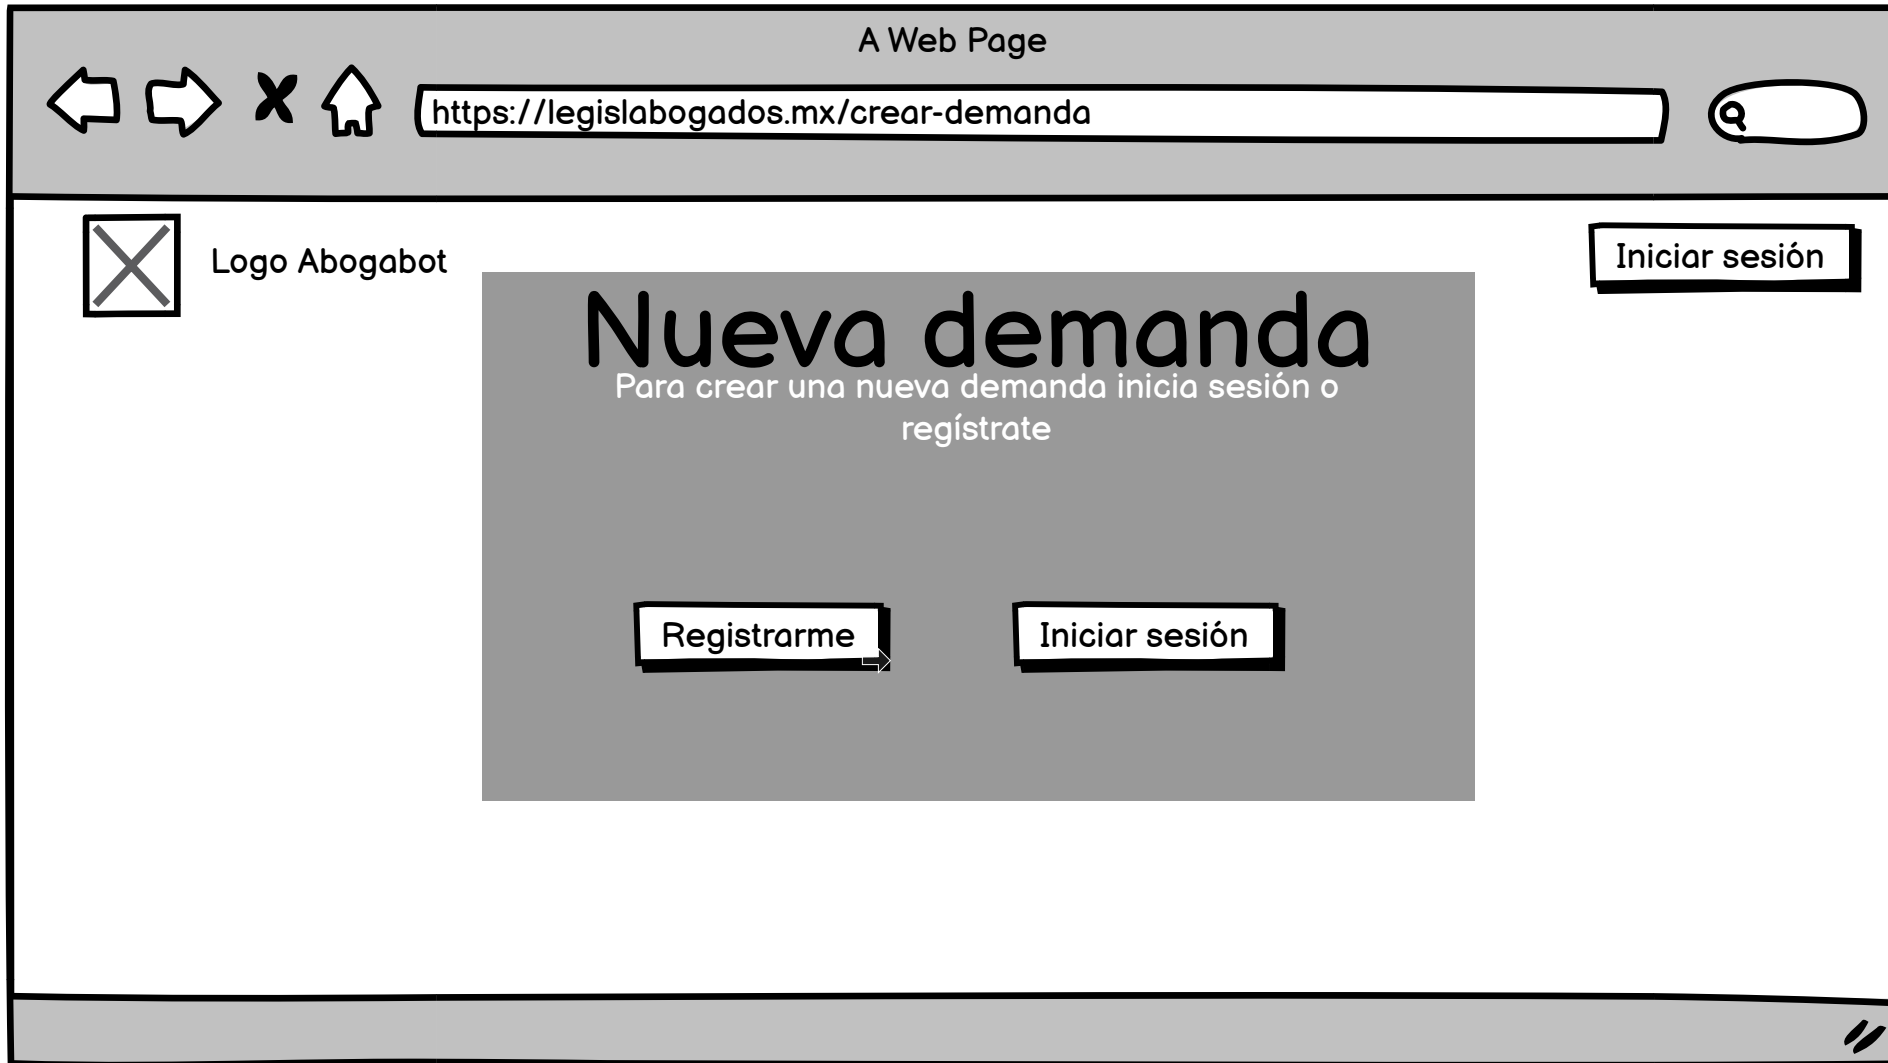 A Web Page
https://legislabogados.mx/crear-demanda
Logo Abogabot
Iniciar sesión
Nueva demanda
Para crear una nueva demanda inicia sesión o
regístrate
Registrarme
Iniciar sesión